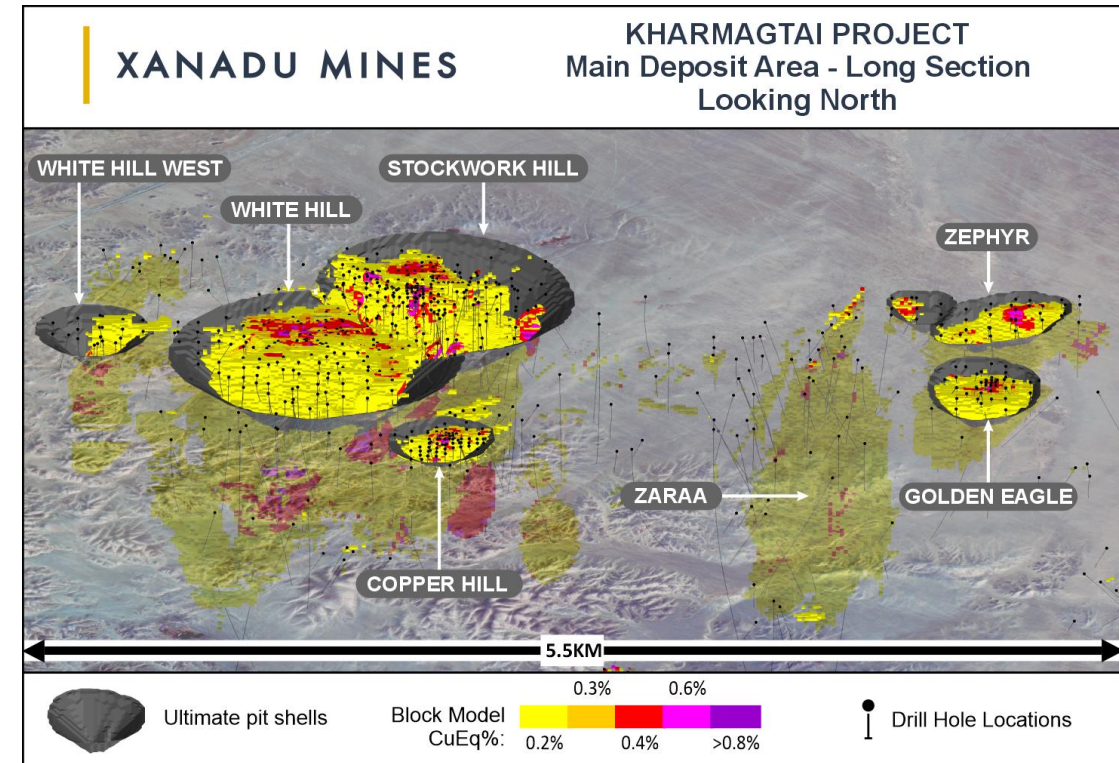 XANADU MINES
KHARMAGTAI PROJECT
Main Deposit Area - Long Section
Looking North
WHITE HILL WEST
STOCKWORK HILL
WHITE HILL
ZEPHYR
ZARAA
GOLDEN EAGLE
COPPER HILL
5.5KM
Ultimate pit shells
Block Model
CuEq%:
0.3% 0.6%
0.2% 0.4% >0.8%
Drill Hole Locations